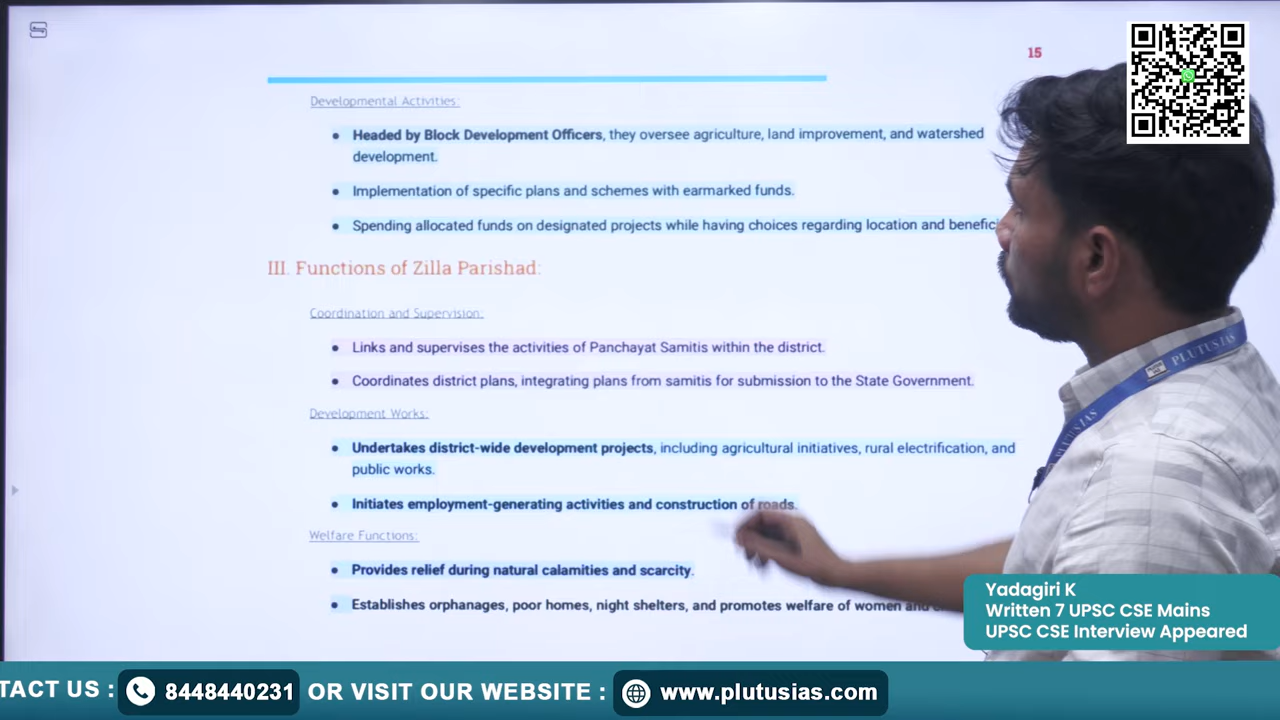 15
Developmental Activities:
• Headed by Block Development Officers, they oversee agriculture, land improvement, and watershed
development.
• Implementation of specific plans and schemes with earmarked funds.
• Spending allocated funds on designated projects while having choices regarding location and
III. Functions of Zilla Parishad:
Coordination and Supervision:
• Links and supervises the activities of Panchayat Samitis within the district.
• Coordinates district plans, integrating plans from samitis for submission to the State Government.
Development Works:
• Undertakes district-wide development projects, including agricultural initiatives, rural electrification, and
public works.
• Initiates employment-generating activities and construction of roads.
Welfare Functions:
• Provides relief during natural calamities and scarcity.
• Establishes orphanages, poor homes, night shelters, and promotes welfare of women and
PLUTUS IAS
Yadagiri K
Written 7 UPSC CSE Mains
UPSC CSE Interview Appeared
TACT US : 8448440231 OR VISIT OUR WEBSITE : www.plutusias.com